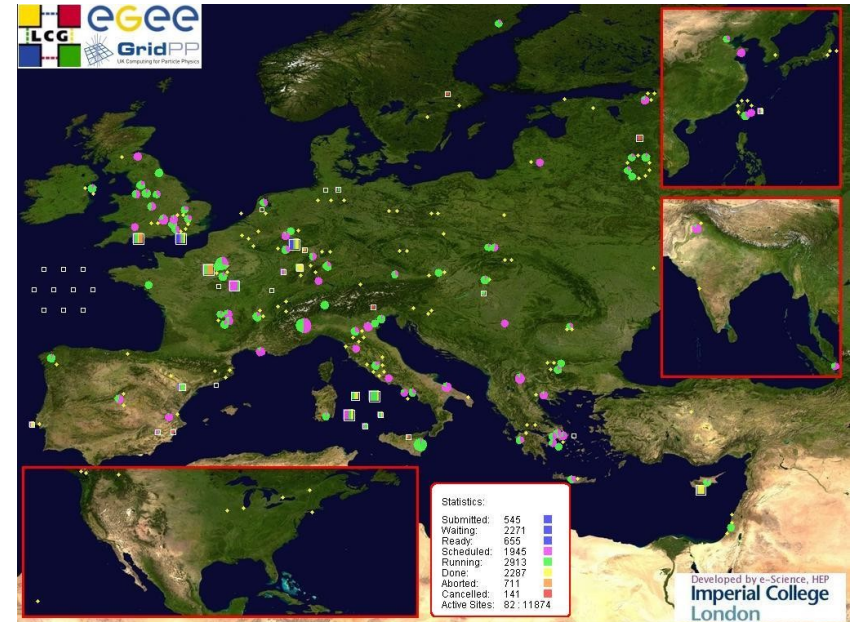 LCG
eGee
GridPP
UK Computing for Particle Physics
Statistics:
Submitted: 545
Waiting: 2271
Ready: 655
Scheduled: 1945
Running: 2913
Done: 2287
Aborted: 711
Cancelled: 141
Active Sites: 82 : 11874
Developed by e-Science, HEP
Imperial College
London